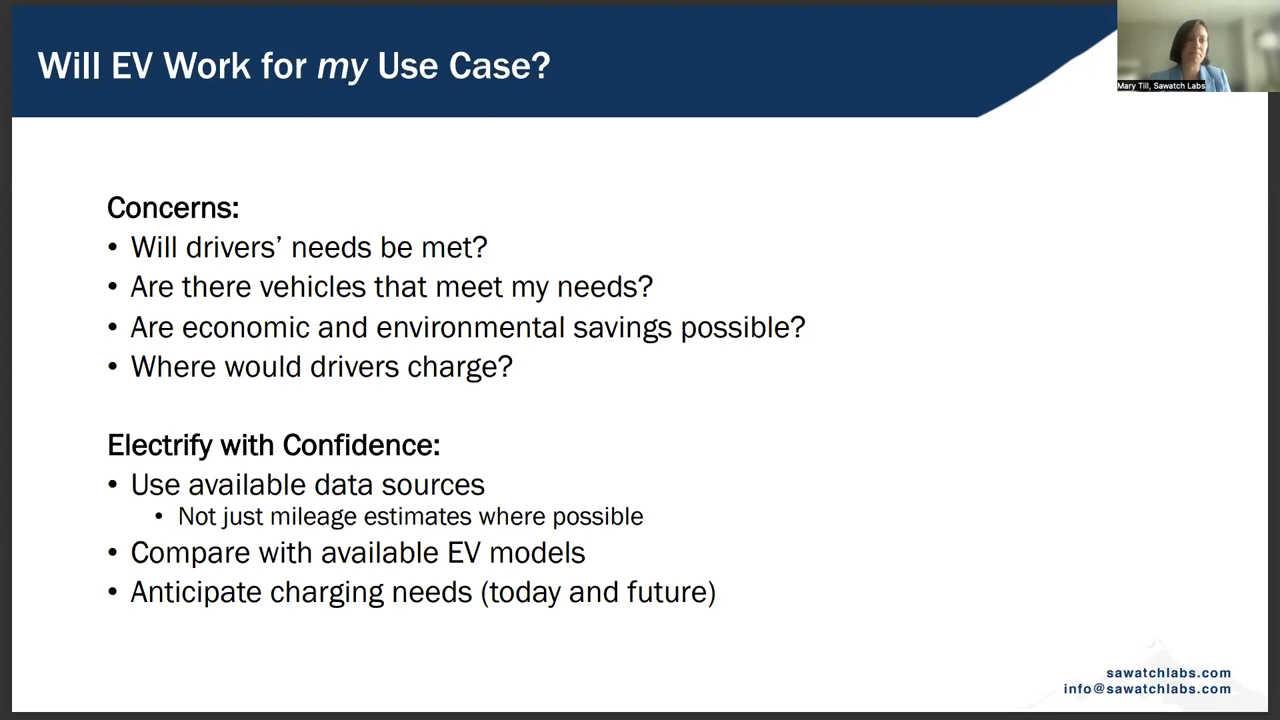 Will EV Work for my Use Case?
Mary Till, Sawatch Labs
Concerns:
• Will drivers’ needs be met?
• Are there vehicles that meet my needs?
• Are economic and environmental savings possible?
• Where would drivers charge?
Electrify with Confidence:
• Use available data sources
• Not just mileage estimates where possible
• Compare with available EV models
• Anticipate charging needs (today and future)
sawatchlabs.com
info@sawatchlabs.com